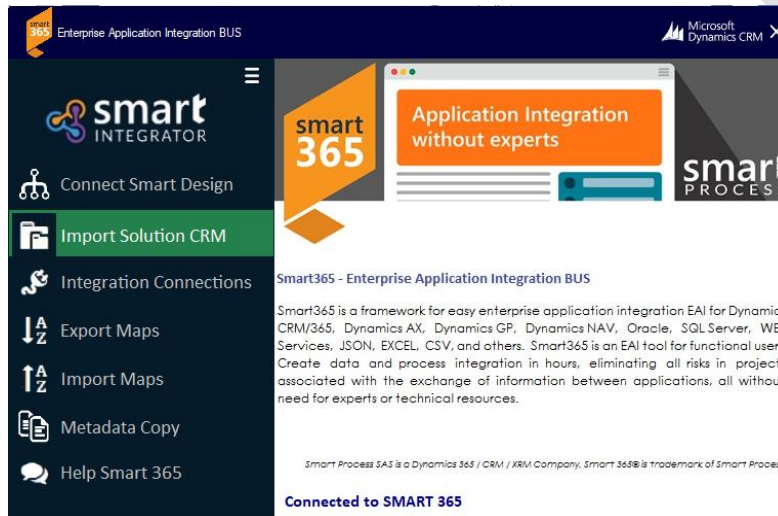 smart
365
Enterprise Application Integration BUS
Microsoft
Dynamics CRM
smart
INTEGRATOR
Connect Smart Design
Import Solution CRM
Integration Connections
Export Maps
Import Maps
Metadata Copy
Help Smart 365
smart
365
Application Integration
without experts
smart
PROCES
Smart365 - Enterprise Application Integration BUS
Smart365 is a framework for easy enterprise application integration EAI for Dynamic
CRM/365, Dynamics AX, Dynamics GP, Dynamics NAV, Oracle, SQL Server, WE
Services, JSON, EXCEL, CSV, and others. Smart365 is an EAI tool for functional user
Create data and process integration in hours, eliminating all risks in project
associated with the exchange of information between applications, all withou
need for experts or technical resources.
Smart Process SAS is a Dynamics 365 / CRM / XRM Company, Smart 365® is trademark of Smart Proces
Connected to SMART 365